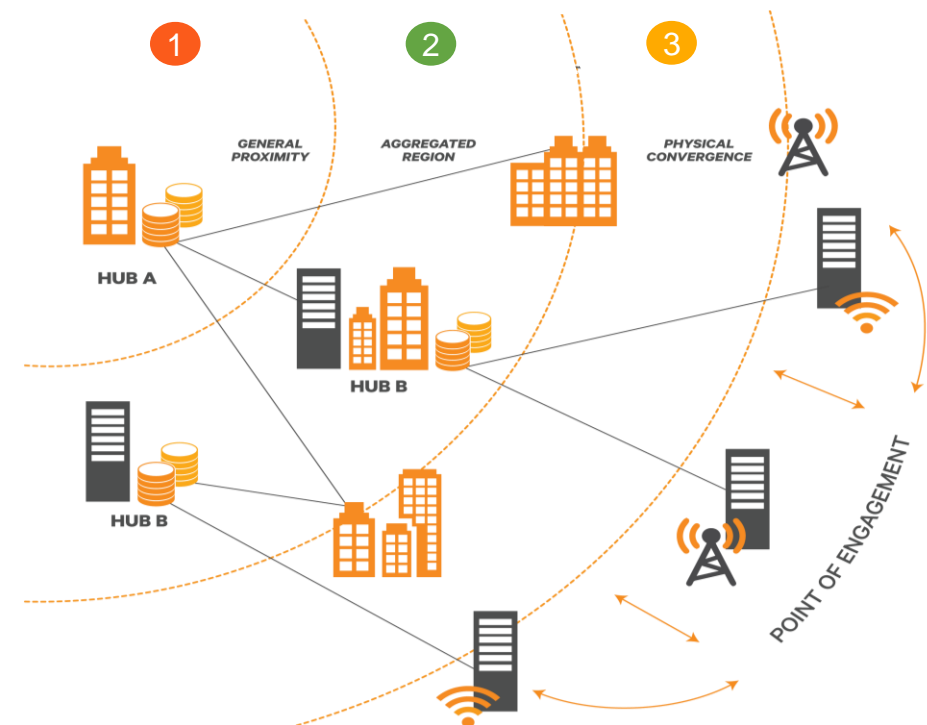 1
2
3
GENERAL
PROXIMITY
AGGREGATED
REGION
PHYSICAL
CONVERGENCE
HUB A
HUB B
HUB B
POINT OF ENGAGEMENT